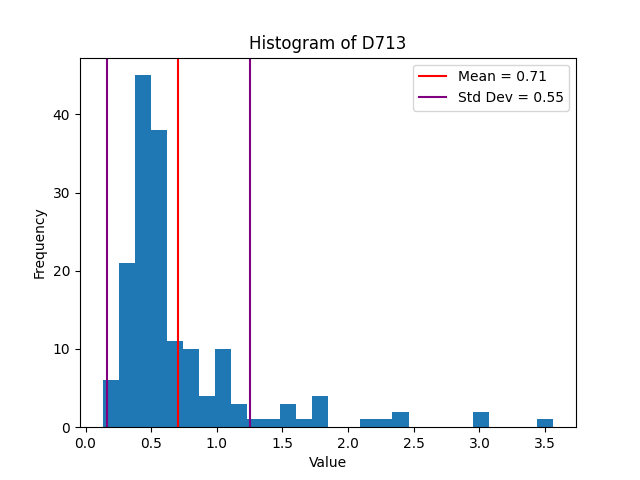 Histogram of D713
Mean = 0.71
Std Dev = 0.55
Frequency
40
30
20
10
0
0.0 0.5 1.0 1.5 2.0 2.5 3.0 3.5
Value